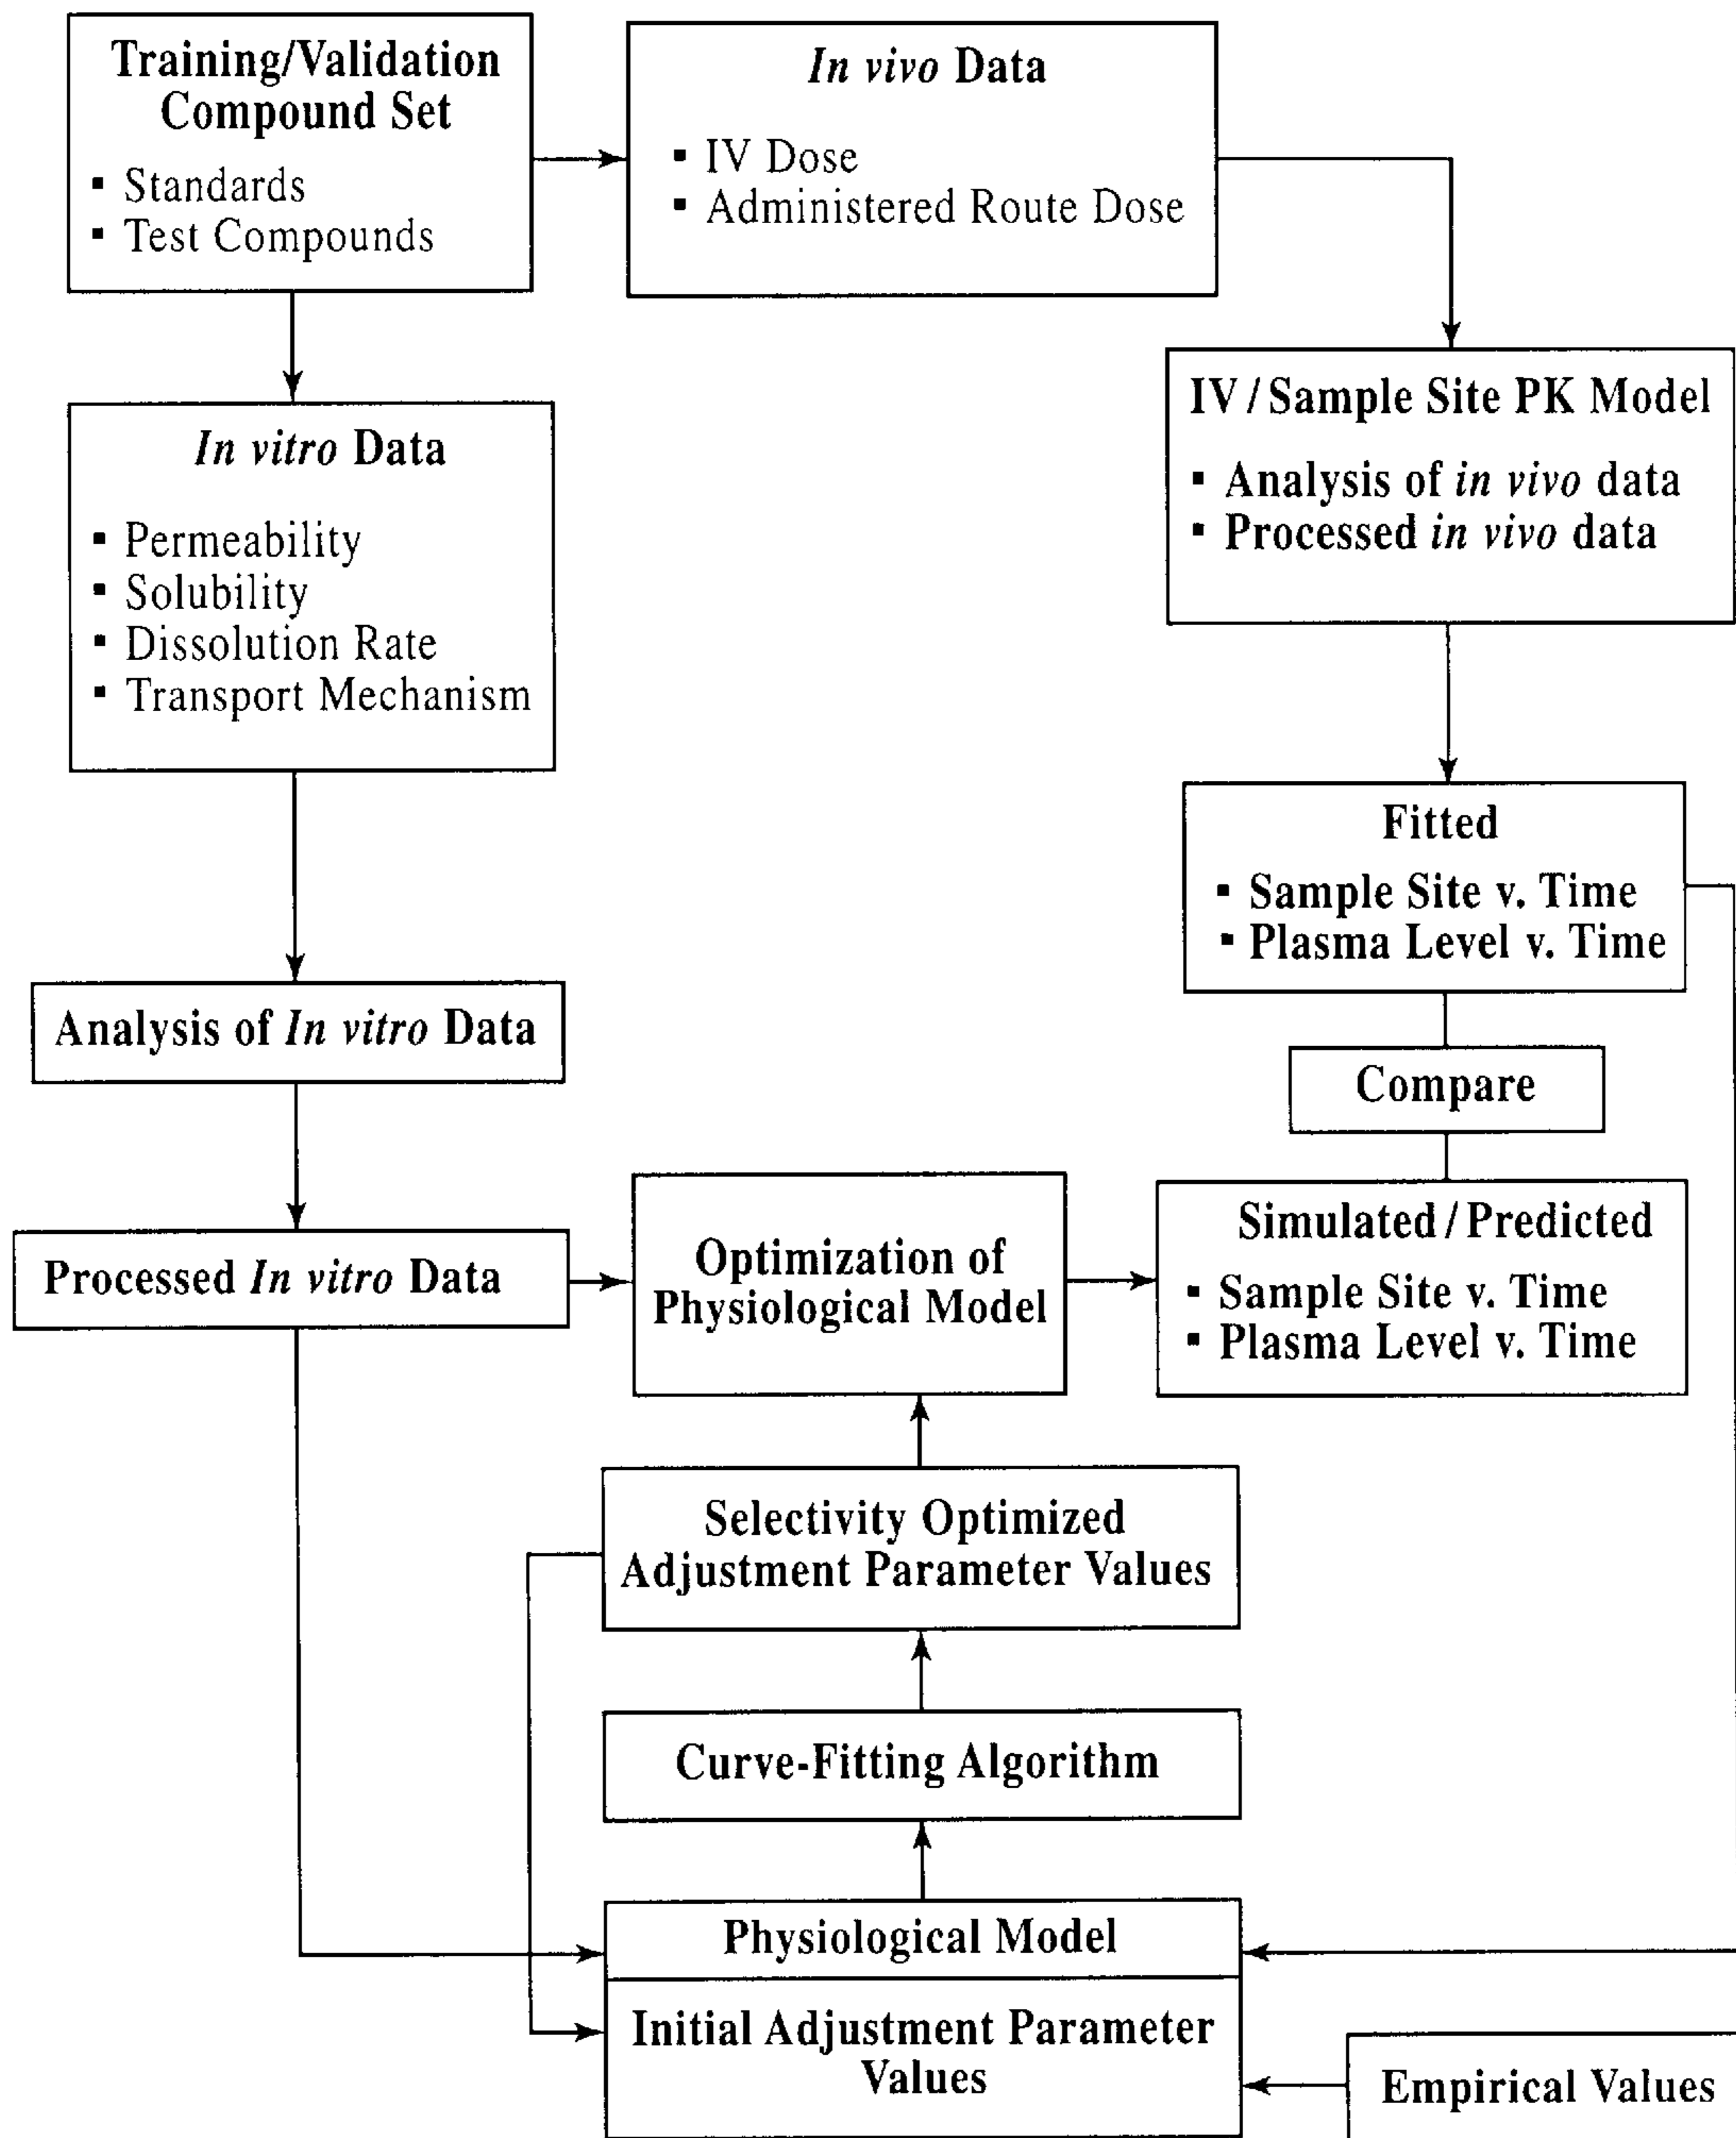 Training/Validation
Compound Set
▪ Standards
▪ Test Compounds
In vivo Data
▪ IV Dose
▪ Administered Route Dose
In vitro Data
▪ Permeability
▪ Solubility
▪ Dissolution Rate
▪ Transport Mechanism
IV / Sample Site PK Model
▪ Analysis of in vivo data
▪ Processed in vivo data
Fitted
▪ Sample Site v. Time
▪ Plasma Level v. Time
Analysis of In vitro Data
Compare
Processed In vitro Data
Optimization of
Physiological Model
Simulated / Predicted
▪ Sample Site v. Time
▪ Plasma Level v. Time
Selectivity Optimized
Adjustment Parameter Values
Curve-Fitting Algorithm
Physiological Model
Initial Adjustment Parameter
Values
Empirical Values